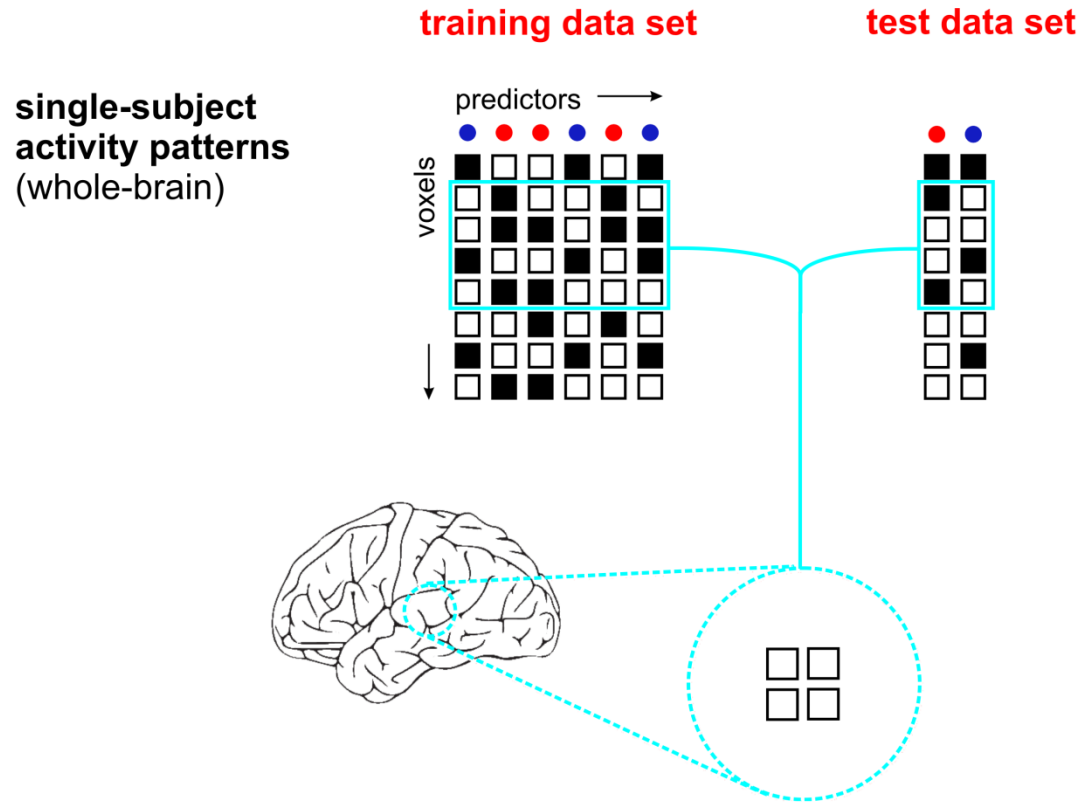 training data set
test data set
single-subject
activity patterns
(whole-brain)
predictors
voxels